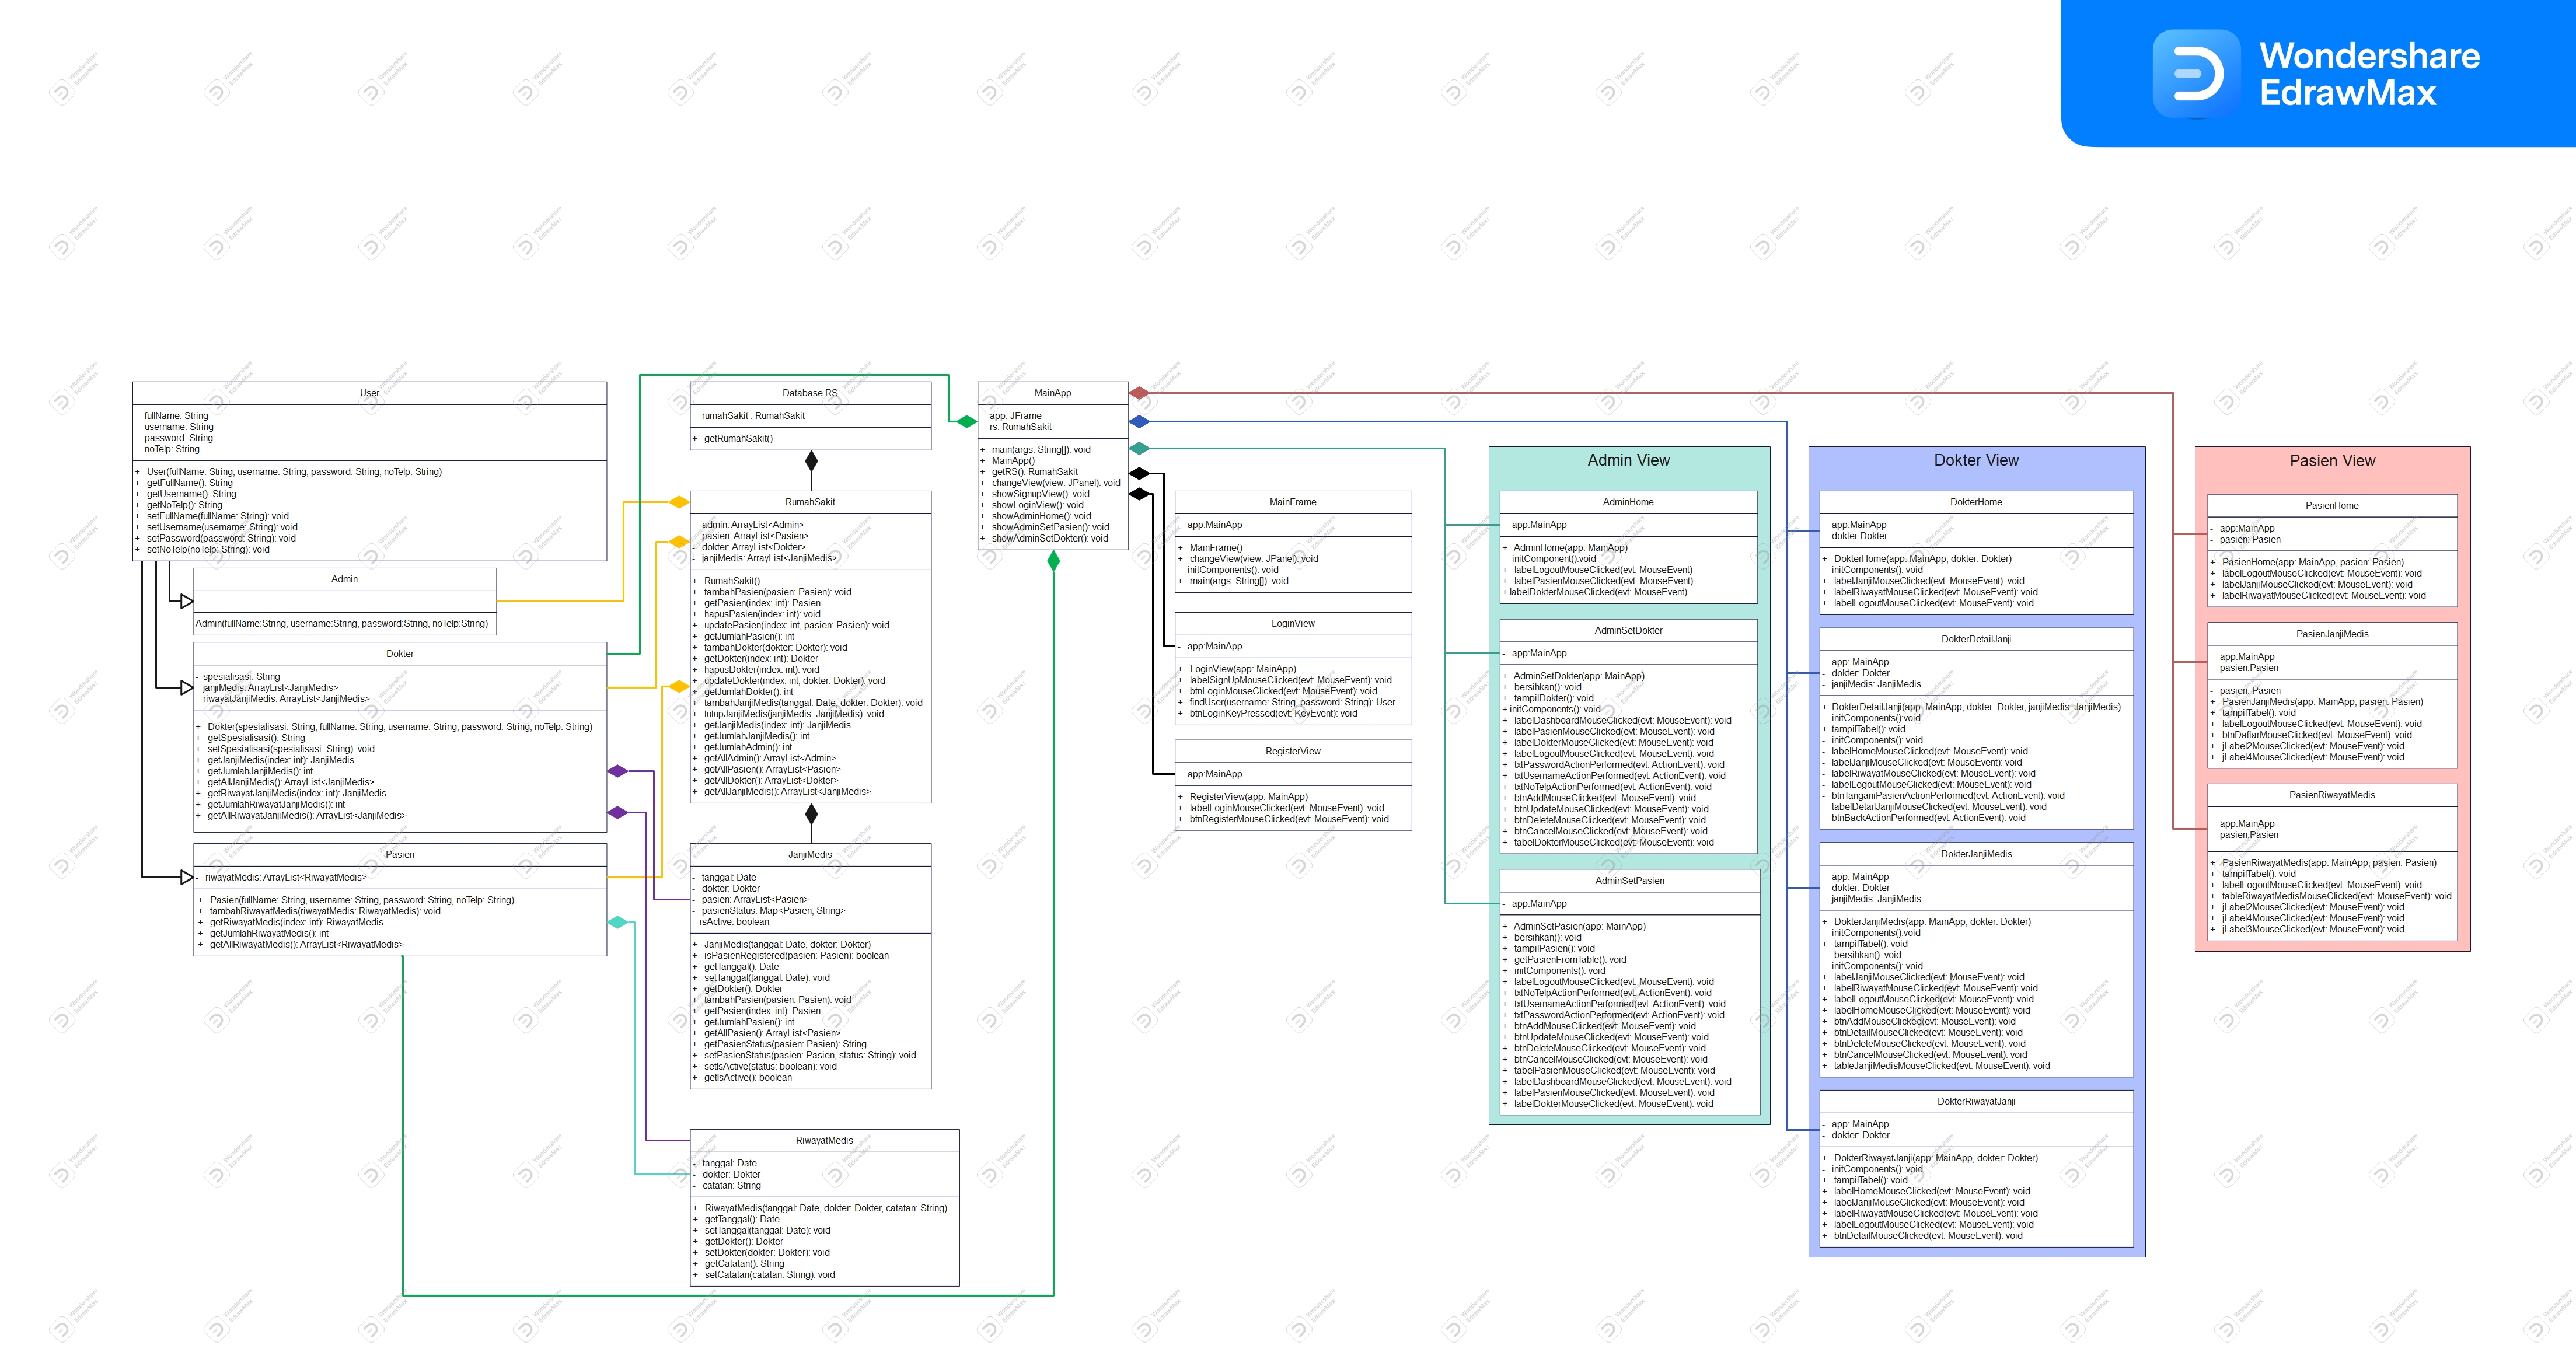 Wondershare
EdrawMax
User
- fullName: String
- username: String
- password: String
- noTelp: String
+ User(fullName: String, username: String, password: String, noTelp: String)
+ getFullName(): String
+ getUsername(): String
+ getNoTelp(): String
+ setFullName(fullName: String): void
+ setUsername(username: String): void
+ setPassword(password: String): void
+ setNoTelp(noTelp: String): void
Admin
Admin(fullName:String, username:String, password:String, noTelp:String)
Dokter
- spesialisasi: String
- janjiMedis: ArrayList<JanjiMedis>
- riwayatJanjiMedis: ArrayList<JanjiMedis>
+ Dokter(spesialisasi: String, fullName: String, username: String, password: String, noTelp: String)
+ getSpesialisasi(): String
+ setSpesialisasi(spesialisasi: String): void
+ getJanjiMedis(index: int): JanjiMedis
+ getJumlahJanjiMedis(): int
+ getAllJanjiMedis(): ArrayList<JanjiMedis>
+ getRiwayatJanjiMedis(index: int): JanjiMedis
+ getJumlahRiwayatJanjiMedis(): int
+ getAllRiwayatJanjiMedis(): ArrayList<JanjiMedis>
Pasien
- riwayatMedis: ArrayList<RiwayatMedis>
+ Pasien(fullName: String, username: String, password: String, noTelp: String)
+ tambahRiwayatMedis(riwayatMedis: RiwayatMedis): void
+ getRiwayatMedis(index: int): RiwayatMedis
+ getJumlahRiwayatMedis(): int
+ getAllRiwayatMedis(): ArrayList<RiwayatMedis>
Database RS
- rumahSakit : RumahSakit
+ getRumahSakit()
RumahSakit
- admin: ArrayList<Admin>
- pasien: ArrayList<Pasien>
- dokter: ArrayList<Dokter>
- janjiMedis: ArrayList<JanjiMedis>
+ RumahSakit()
+ tambahPasien(pasien: Pasien): void
+ getPasien(index: int): Pasien
+ hapusPasien(index: int): void
+ updatePasien(index: int, pasien: Pasien): void
+ getJumlahPasien(): int
+ tambahDokter(dokter: Dokter): void
+ getDokter(index: int): Dokter
+ hapusDokter(index: int): void
+ updateDokter(index: int, dokter: Dokter): void
+ getJumlahDokter(): int
+ tambahJanjiMedis(tanggal: Date, dokter: Dokter): void
+ tutupJanjiMedis(janjiMedis: JanjiMedis): void
+ getJanjiMedis(index: int): JanjiMedis
+ getJumlahJanjiMedis(): int
+ getJumlahAdmin(): int
+ getAllAdmin(): ArrayList<Admin>
+ getAllPasien(): ArrayList<Pasien>
+ getAllDokter(): ArrayList<Dokter>
+ getAllJanjiMedis(): ArrayList<JanjiMedis>
JanjiMedis
- tanggal: Date
- dokter: Dokter
- pasien: ArrayList<Pasien>
- pasienStatus: Map<Pasien, String>
-isActive: boolean
+ JanjiMedis(tanggal: Date, dokter: Dokter)
+ isPasienRegistered(pasien: Pasien): boolean
+ getTanggal(): Date
+ setTanggal(tanggal: Date): void
+ getDokter(): Dokter
+ tambahPasien(pasien: Pasien): void
+ getPasien(index: int): Pasien
+ getJumlahPasien(): int
+ getAllPasien(): ArrayList<Pasien>
+ getPasienStatus(pasien: Pasien): String
+ setPasienStatus(pasien: Pasien, status: String): void
+ setIsActive(status: boolean): void
+ getIsActive(): boolean
RiwayatMedis
- tanggal: Date
- dokter: Dokter
- catatan: String
+ RiwayatMedis(tanggal: Date, dokter: Dokter, catatan: String)
+ getTanggal(): Date
+ setTanggal(tanggal: Date): void
+ getDokter(): Dokter
+ setDokter(dokter: Dokter): void
+ getCatatan(): String
+ setCatatan(catatan: String): void
MainApp
- app: JFrame
- rs: RumahSakit
+ main(args: String[]): void
+ MainApp()
+ getRS(): RumahSakit
+ changeView(view: JPanel): void
+ showSignupView(): void
+ showLoginView(): void
+ showAdminHome(): void
+ showAdminSetPasien(): void
+ showAdminSetDokter(): void
MainFrame
- app:MainApp
+ MainFrame()
+ changeView(view: JPanel): void
- initComponents(): void
+ main(args: String[]): void
LoginView
- app:MainApp
+ LoginView(app: MainApp)
+ labelSignUpMouseClicked(evt: MouseEvent): void
+ btnLoginMouseClicked(evt: MouseEvent): void
+ findUser(username: String, password: String): User
+ btnLoginKeyPressed(evt: KeyEvent): void
RegisterView
- app:MainApp
+ RegisterView(app: MainApp)
+ labelLoginMouseClicked(evt: MouseEvent): void
+ btnRegisterMouseClicked(evt: MouseEvent): void
Admin View
AdminHome
- app:MainApp
+ AdminHome(app: MainApp)
- initComponent():void
+ labelLogoutMouseClicked(evt: MouseEvent)
+ labelPasienMouseClicked(evt: MouseEvent)
+ labelDokterMouseClicked(evt: MouseEvent)
AdminSetDokter
- app:MainApp
+ AdminSetDokter(app: MainApp)
+ bersihkan(): void
+ tampilDokter(): void
+ initComponents(): void
+ labelDashboardMouseClicked(evt: MouseEvent): void
+ labelPasienMouseClicked(evt: MouseEvent): void
+ labelDokterMouseClicked(evt: MouseEvent): void
+ labelLogoutMouseClicked(evt: MouseEvent): void
+ txtPasswordActionPerformed(evt: ActionEvent): void
+ txtUsernameActionPerformed(evt: ActionEvent): void
+ txtNoTelpActionPerformed(evt: ActionEvent): void
+ btnAddMouseClicked(evt: MouseEvent): void
+ btnUpdateMouseClicked(evt: MouseEvent): void
+ btnDeleteMouseClicked(evt: MouseEvent): void
+ btnCancelMouseClicked(evt: MouseEvent): void
+ tabelDokterMouseClicked(evt: MouseEvent): void
AdminSetPasien
- app:MainApp
+ AdminSetPasien(app: MainApp)
+ bersihkan(): void
+ tampilPasien(): void
+ getPasienFromTable(): void
+ initComponents(): void
+ labelLogoutMouseClicked(evt: MouseEvent): void
+ txtNoTelpActionPerformed(evt: ActionEvent): void
+ txtUsernameActionPerformed(evt: ActionEvent): void
+ txtPasswordActionPerformed(evt: ActionEvent): void
+ btnAddMouseClicked(evt: MouseEvent): void
+ btnUpdateMouseClicked(evt: MouseEvent): void
+ btnDeleteMouseClicked(evt: MouseEvent): void
+ btnCancelMouseClicked(evt: MouseEvent): void
+ tabelPasienMouseClicked(evt: MouseEvent): void
+ labelDashboardMouseClicked(evt: MouseEvent): void
+ labelPasienMouseClicked(evt: MouseEvent): void
+ labelDokterMouseClicked(evt: MouseEvent): void
Dokter View
DokterHome
- app:MainApp
- dokter:Dokter
+ DokterHome(app: MainApp, dokter: Dokter)
- initComponents(): void
+ labelJanjiMouseClicked(evt: MouseEvent): void
+ labelRiwayatMouseClicked(evt: MouseEvent): void
+ labelLogoutMouseClicked(evt: MouseEvent): void
DokterDetailJanji
- app: MainApp
- dokter: Dokter
- janjiMedis: JanjiMedis
+ DokterDetailJanji(app: MainApp, dokter: Dokter, janjiMedis: JanjiMedis)
- initComponents():void
+ tampilTabel(): void
- initComponents(): void
- labelHomeMouseClicked(evt: MouseEvent): void
- labelJanjiMouseClicked(evt: MouseEvent): void
- labelRiwayatMouseClicked(evt: MouseEvent): void
- labelLogoutMouseClicked(evt: MouseEvent): void
- btnTanganiPasienActionPerformed(evt: ActionEvent): void
- tabelDetailJanjiMouseClicked(evt: MouseEvent): void
- btnBackActionPerformed(evt: ActionEvent): void
DokterJanjiMedis
- app: MainApp
- dokter: Dokter
- janjiMedis: JanjiMedis
+ DokterJanjiMedis(app: MainApp, dokter: Dokter)
- initComponents():void
+ tampilTabel(): void
- bersihkan(): void
- initComponents(): void
+ labelJanjiMouseClicked(evt: MouseEvent): void
+ labelRiwayatMouseClicked(evt: MouseEvent): void
+ labelLogoutMouseClicked(evt: MouseEvent): void
+ labelHomeMouseClicked(evt: MouseEvent): void
+ btnAddMouseClicked(evt: MouseEvent): void
+ btnDetailMouseClicked(evt: MouseEvent): void
+ btnDeleteMouseClicked(evt: MouseEvent): void
+ btnCancelMouseClicked(evt: MouseEvent): void
+ tableJanjiMedisMouseClicked(evt: MouseEvent): void
DokterRiwayatJanji
- app: MainApp
- dokter: Dokter
+ DokterRiwayatJanji(app: MainApp, dokter: Dokter)
- initComponents(): void
+ tampilTabel(): void
+ labelHomeMouseClicked(evt: MouseEvent): void
+ labelJanjiMouseClicked(evt: MouseEvent): void
+ labelRiwayatMouseClicked(evt: MouseEvent): void
+ labelLogoutMouseClicked(evt: MouseEvent): void
+ btnDetailMouseClicked(evt: MouseEvent): void
Pasien View
PasienHome
- app:MainApp
- pasien: Pasien
+ PasienHome(app: MainApp, pasien: Pasien)
+ labelLogoutMouseClicked(evt: MouseEvent): void
+ labelJanjiMouseClicked(evt: MouseEvent): void
+ labelRiwayatMouseClicked(evt: MouseEvent): void
PasienJanjiMedis
- app:MainApp
- pasien:Pasien
- pasien: Pasien
+ PasienJanjiMedis(app: MainApp, pasien: Pasien)
+ tampilTabel(): void
+ labelLogoutMouseClicked(evt: MouseEvent): void
+ btnDaftarMouseClicked(evt: MouseEvent): void
+ jLabel2MouseClicked(evt: MouseEvent): void
+ jLabel4MouseClicked(evt: MouseEvent): void
PasienRiwayatMedis
- app:MainApp
- pasien:Pasien
+ PasienRiwayatMedis(app: MainApp, pasien: Pasien)
+ tampilTabel(): void
+ labelLogoutMouseClicked(evt: MouseEvent): void
+ tableRiwayatMedisMouseClicked(evt: MouseEvent): void
+ jLabel2MouseClicked(evt: MouseEvent): void
+ jLabel4MouseClicked(evt: MouseEvent): void
+ jLabel3MouseClicked(evt: MouseEvent): void